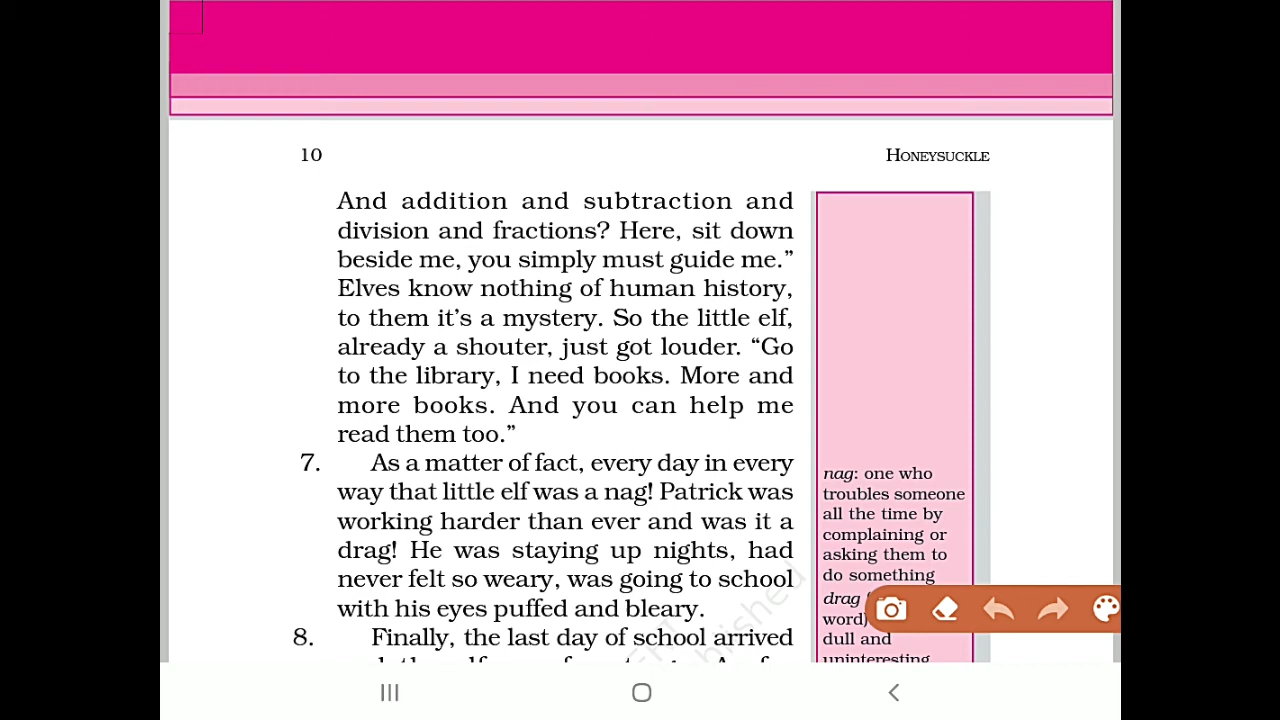 10
HONEYSUCKLE
And addition and subtraction and
division and fractions? Here, sit down
beside me, you simply must guide me.”
Elves know nothing of human history,
to them it’s a mystery. So the little elf,
already a shouter, just got louder. “Go
to the library, I need books. More and
more books. And you can help me
read them too.”
7. As a matter of fact, every day in every
way that little elf was a nag! Patrick was
working harder than ever and was it a
drag! He was staying up nights, had
never felt so weary, was going to school
with his eyes puffed and bleary.
8. Finally, the last day of school arrived
nag: one who
troubles someone
all the time by
complaining or
asking them to
do something
drag
word)
dull and
uninteresting